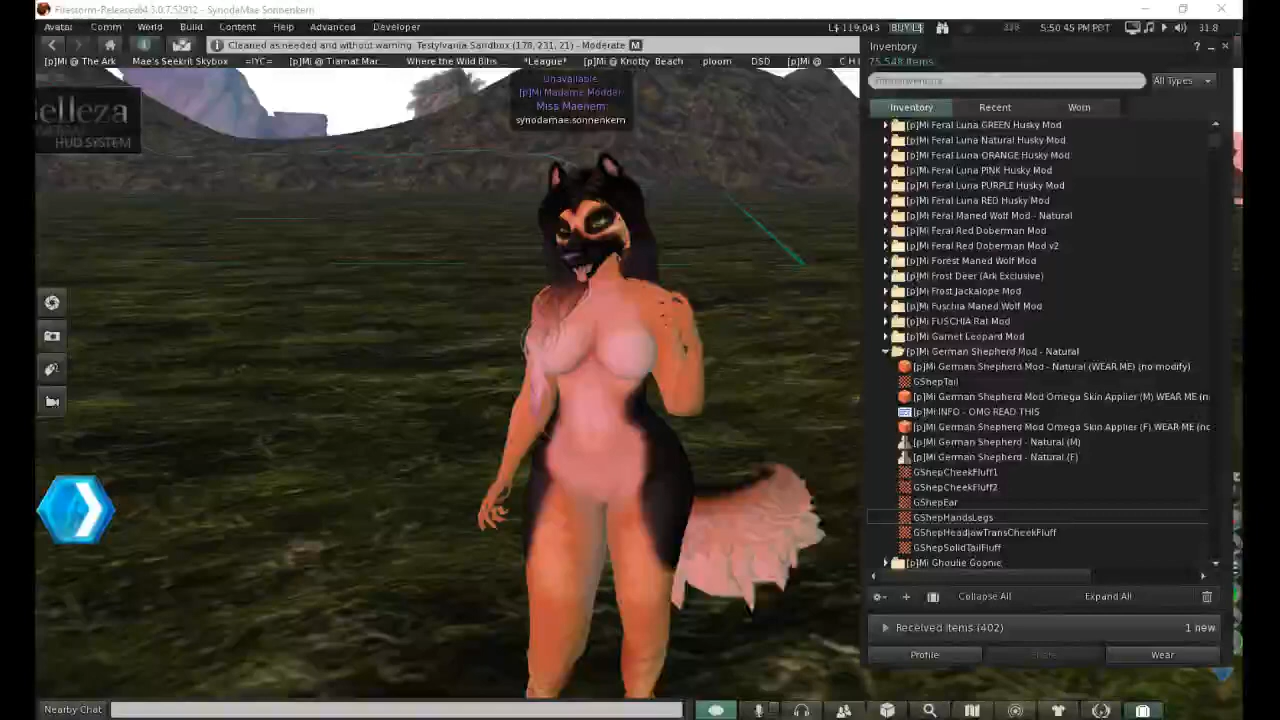 Firestorm-Releasex64 4.3.0.7.52912 - SynodaMae Sonnenkern
Avatar Comm World Build Content Help Advanced Developer
L$ 119,043 BUY L$ 5:50:45 PM PDT 31.8
Cleaned as needed and without warning Testylvania Sandbox (178, 231, 21) - Moderate M
[p]Mi @ The Ark Mae's Seekrit Skybox =IYC= [p]Mi @ Tiamat Mar... Where the Wild Bits... *League* [p]Mi @ Knotty Beach ploom DSD [p]Mi @ C H I
Unavailable
[p]Mi Madame Modder
Miss Maenem:
synodamae.sonnenkern
elleza
HUD SYSTEM
Inventory
75,548 Items
All Types
Inventory Recent Worn
[p]Mi Feral Luna GREEN Husky Mod
[p]Mi Feral Luna Natural Husky Mod
[p]Mi Feral Luna ORANGE Husky Mod
[p]Mi Feral Luna PINK Husky Mod
[p]Mi Feral Luna PURPLE Husky Mod
[p]Mi Feral Luna RED Husky Mod
[p]Mi Feral Maned Wolf Mod - Natural
[p]Mi Feral Red Doberman Mod
[p]Mi Feral Red Doberman Mod v2
[p]Mi Forest Maned Wolf Mod
[p]Mi Frost Deer (Ark Exclusive)
[p]Mi Frost Jackalope Mod
[p]Mi Fuschia Maned Wolf Mod
[p]Mi FUSCHIA Rat Mod
[p]Mi Garnet Leopard Mod
[p]Mi German Shepherd Mod - Natural
[p]Mi German Shepherd Mod - Natural (WEAR ME) (no modify)
GShepTail
[p]Mi German Shepherd Mod Omega Skin Applier (M) WEAR ME (n
[p]Mi INFO - OMG READ THIS
[p]Mi German Shepherd Mod Omega Skin Applier (F) WEAR ME (nc
[p]Mi German Shepherd - Natural (M)
[p]Mi German Shepherd - Natural (F)
GShepCheekFluff1
GShepCheekFluff2
GShepEar
GShepHandsLegs
GShepHeadJawTransCheekFluff
GShepSolidTailFluff
[p]Mi Ghoulie Goonie
Collapse All Expand All
Received Items (402) 1 new
Profile Share Wear
Nearby Chat